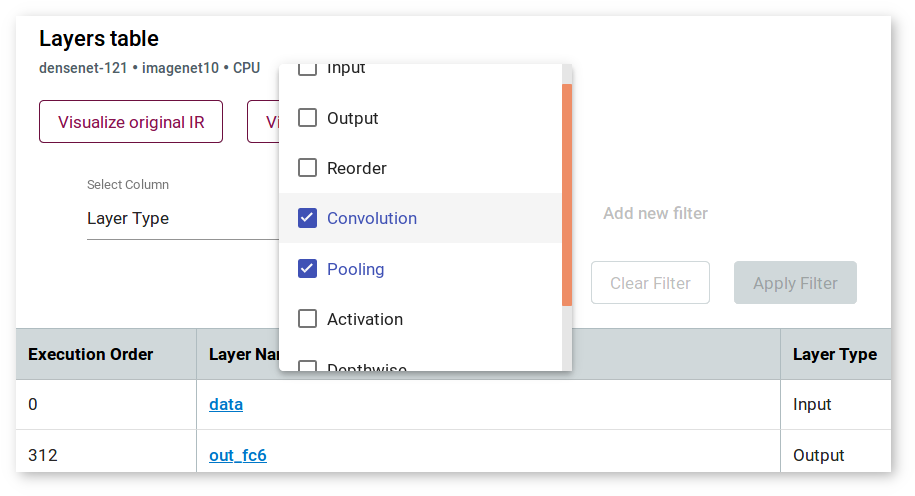 Layers table
densenet-121 • imagenet10 • CPU
Visualize original IR
Vi
Input
Output
Reorder
Convolution
Pooling
Activation
Depthwise
Select Column
Layer Type
Add new filter
Clear Filter
Apply Filter
Execution Order
Layer Na
Layer Type
0
data
Input
312
out_fc6
Output